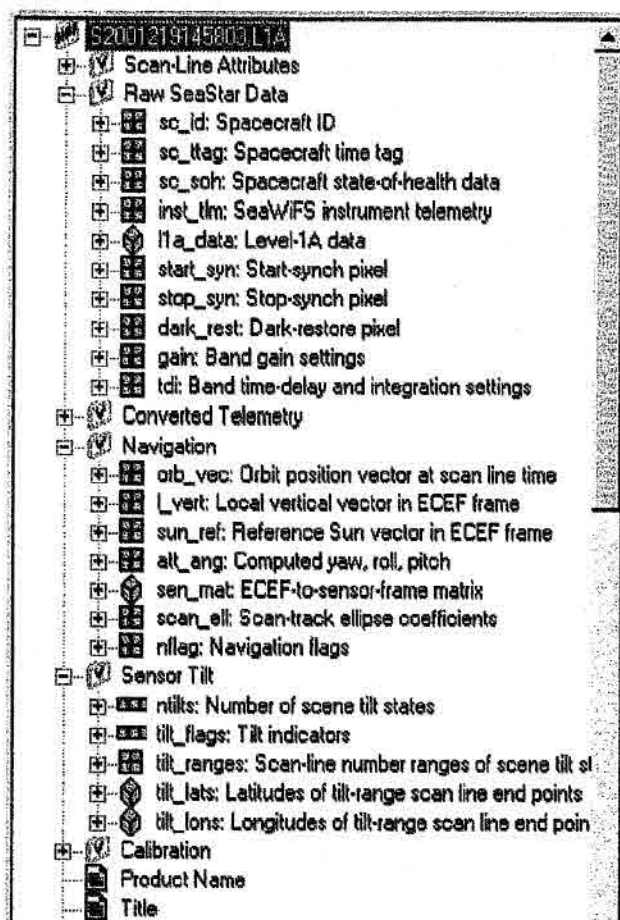 S2001219145803.L1A
Scan-Line Attributes
Raw SeaStar Data
sc_id: Spacecraft ID
sc_ttag: Spacecraft time tag
sc_soh: Spacecraft state-of-health data
inst_tlm: SeaWiFS instrument telemetry
l1a_data: Level-1A data
start_syn: Start-synch pixel
stop_syn: Stop-synch pixel
dark_rest: Dark-restore pixel
gain: Band gain settings
tdi: Band time-delay and integration settings
Converted Telemetry
Navigation
orb_vec: Orbit position vector at scan line time
l_vert: Local vertical vector in ECEF frame
sun_ref: Reference Sun vector in ECEF frame
att_ang: Computed yaw, roll, pitch
sen_mat: ECEF-to-sensor-frame matrix
scan_ell: Scan-track ellipse coefficients
nflag: Navigation flags
Sensor Tilt
ntilts: Number of scene tilt states
tilt_flags: Tilt indicators
tilt_ranges: Scan-line number ranges of scene tilt st
tilt_lats: Latitudes of tilt-range scan line end points
tilt_lons: Longitudes of tilt-range scan line end poin
Calibration
Product Name
Title